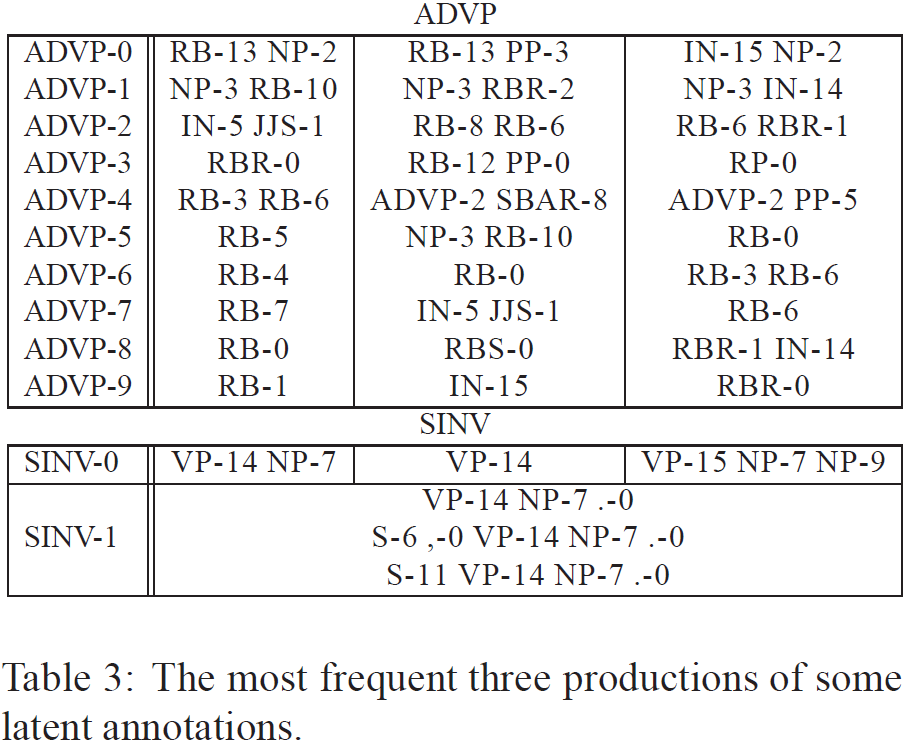 ADVP
ADVP-0 RB-13 NP-2 RB-13 PP-3 IN-15 NP-2
ADVP-1 NP-3 RB-10 NP-3 RBR-2 NP-3 IN-14
ADVP-2 IN-5 JJS-1 RB-8 RB-6 RB-6 RBR-1
ADVP-3 RBR-0 RB-12 PP-0 RP-0
ADVP-4 RB-3 RB-6 ADVP-2 SBAR-8 ADVP-2 PP-5
ADVP-5 RB-5 NP-3 RB-10 RB-0
ADVP-6 RB-4 RB-0 RB-3 RB-6
ADVP-7 RB-7 IN-5 JJS-1 RB-6
ADVP-8 RB-0 RBS-0 RBR-1 IN-14
ADVP-9 RB-1 IN-15 RBR-0
SINV
SINV-0 VP-14 NP-7 VP-14 VP-15 NP-7 NP-9
VP-14 NP-7 .-0
SINV-1 S-6 ,-0 VP-14 NP-7 .-0
S-11 VP-14 NP-7 .-0
Table 3: The most frequent three productions of some
latent annotations.